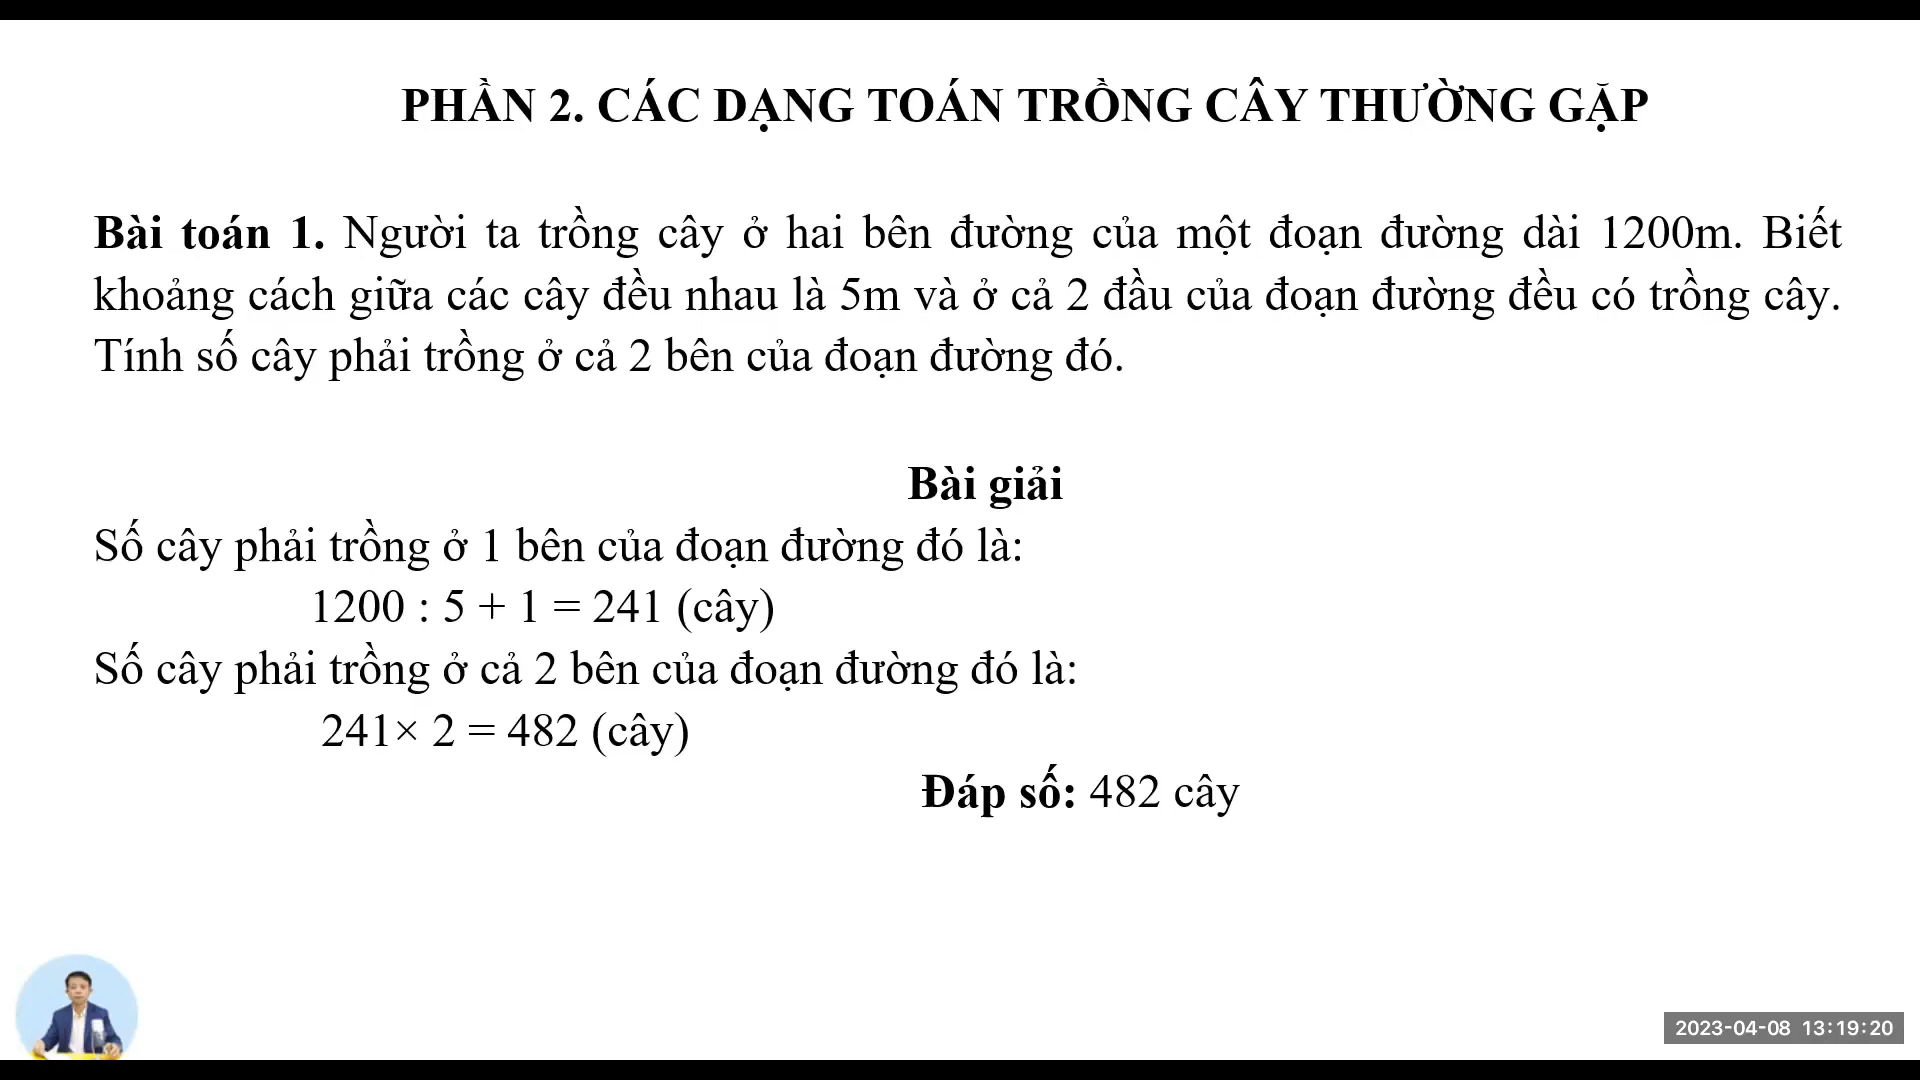 PHẦN 2. CÁC DẠNG TOÁN TRỒNG CÂY THƯỜNG GẶP
Bài toán 1. Người ta trồng cây ở hai bên đường của một đoạn đường dài 1200m. Biết
khoảng cách giữa các cây đều nhau là 5m và ở cả 2 đầu của đoạn đường đều có trồng cây.
Tính số cây phải trồng ở cả 2 bên của đoạn đường đó.
Bài giải
Số cây phải trồng ở 1 bên của đoạn đường đó là:
1200 : 5 + 1 = 241 (cây)
Số cây phải trồng ở cả 2 bên của đoạn đường đó là:
241× 2 = 482 (cây)
Đáp số: 482 cây
2023-04-08 13:19:20